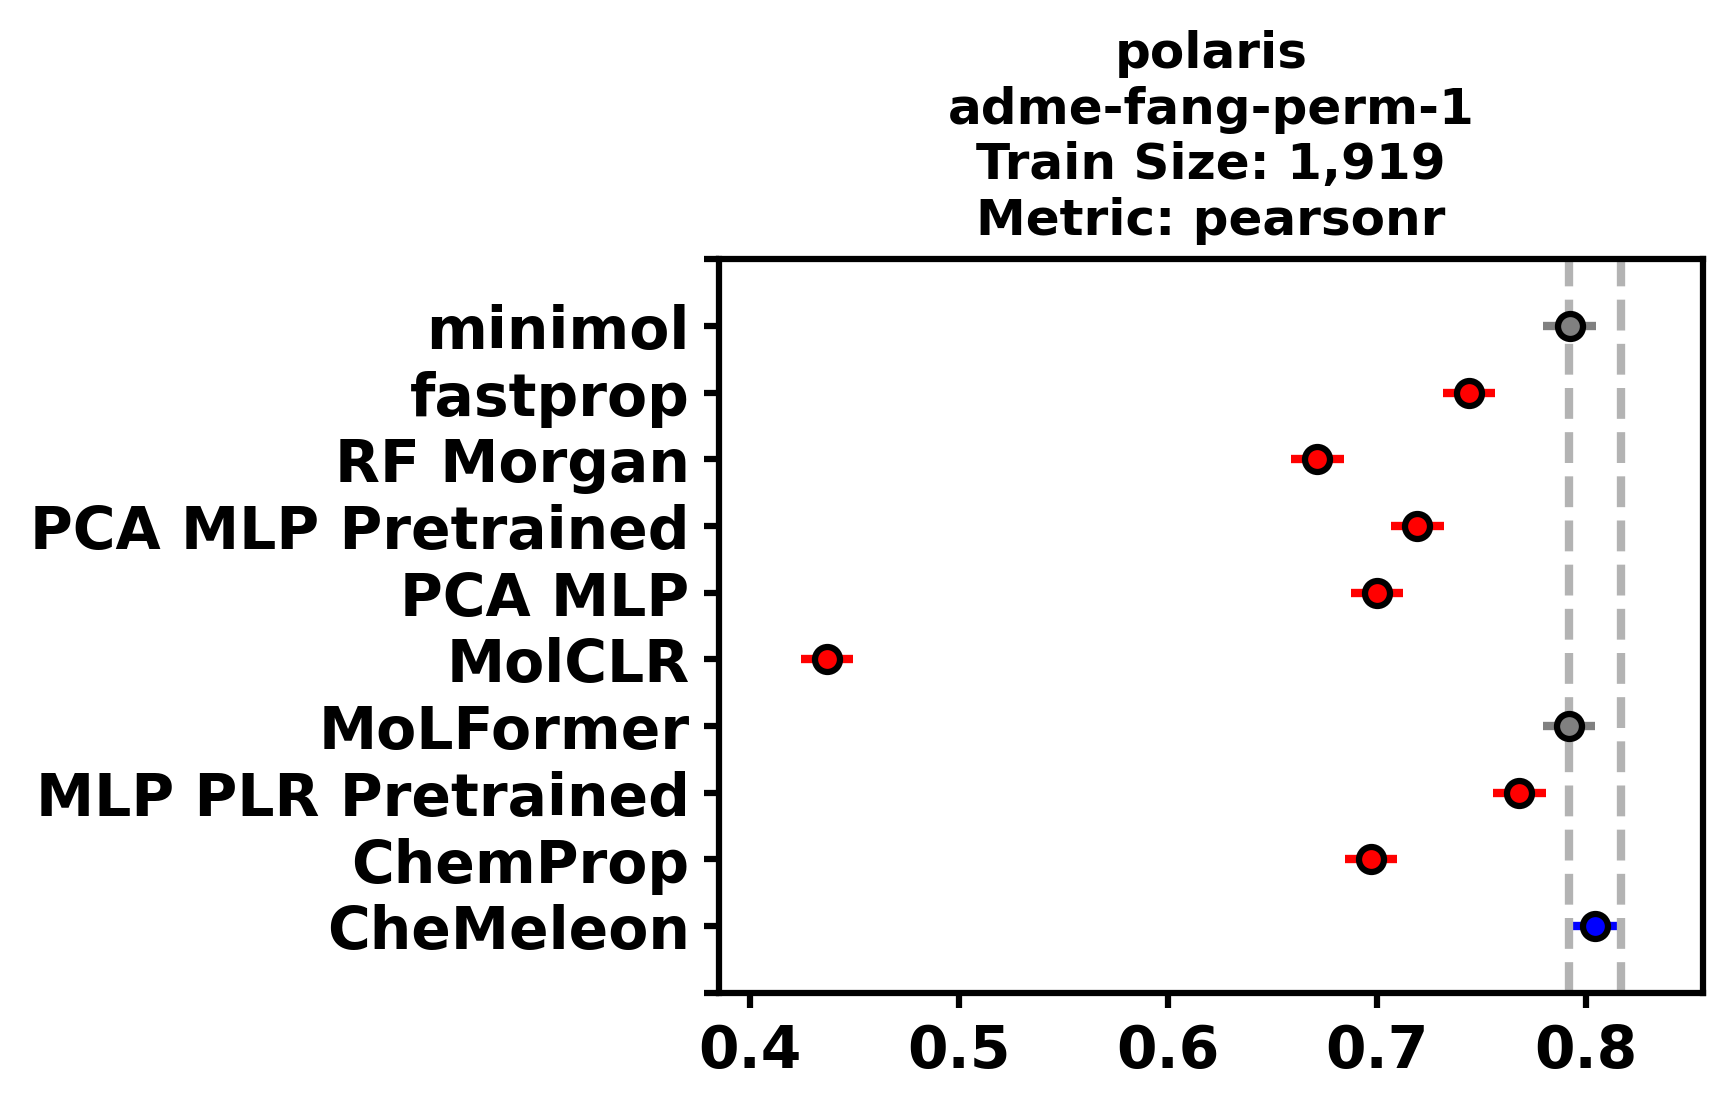 polaris
adme-fang-perm-1
Train Size: 1,919
Metric: pearsonr
minimol
fastprop
RF Morgan
PCA MLP Pretrained
PCA MLP
MolCLR
MoLFormer
MLP PLR Pretrained
ChemProp
CheMeleon
0.4 0.5 0.6 0.7 0.8